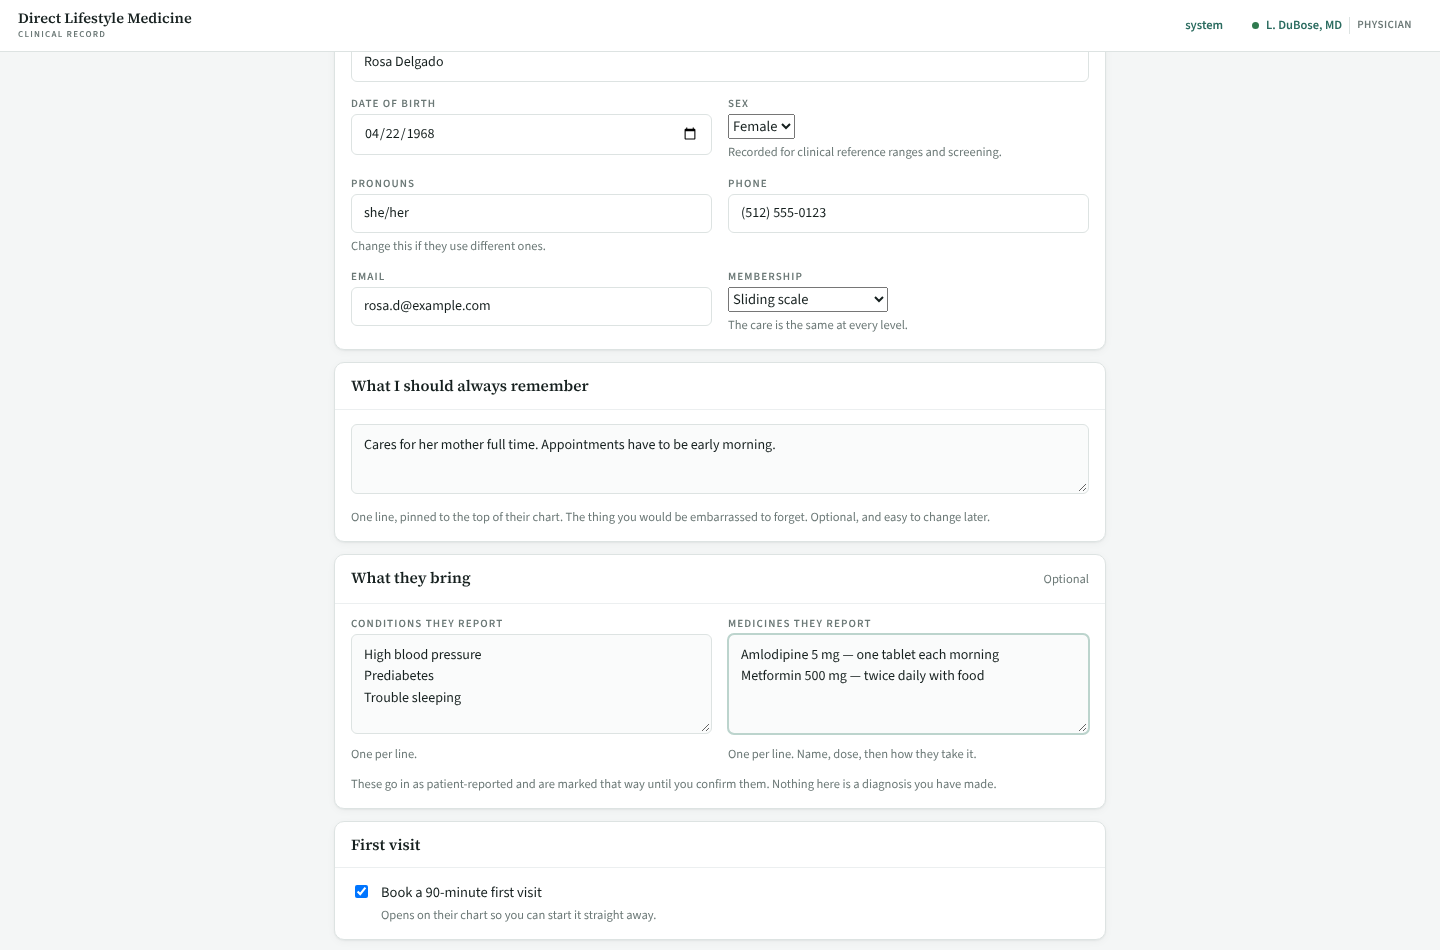 Direct Lifestyle Medicine
CLINICAL RECORD
system
L. DuBose, MD
PHYSICIAN
Rosa Delgado
DATE OF BIRTH
04/22/1968
SEX
Female
Recorded for clinical reference ranges and screening.
PRONOUNS
she/her
Change this if they use different ones.
PHONE
(512) 555-0123
EMAIL
rosa.d@example.com
MEMBERSHIP
Sliding scale
The care is the same at every level.
What I should always remember
Cares for her mother full time. Appointments have to be early morning.
One line, pinned to the top of their chart. The thing you would be embarrassed to forget. Optional, and easy to change later.
What they bring
Optional
CONDITIONS THEY REPORT
High blood pressure
Prediabetes
Trouble sleeping
One per line.
MEDICINES THEY REPORT
Amlodipine 5 mg — one tablet each morning
Metformin 500 mg — twice daily with food
One per line. Name, dose, then how they take it.
These go in as patient-reported and are marked that way until you confirm them. Nothing here is a diagnosis you have made.
First visit
Book a 90-minute first visit
Opens on their chart so you can start it straight away.